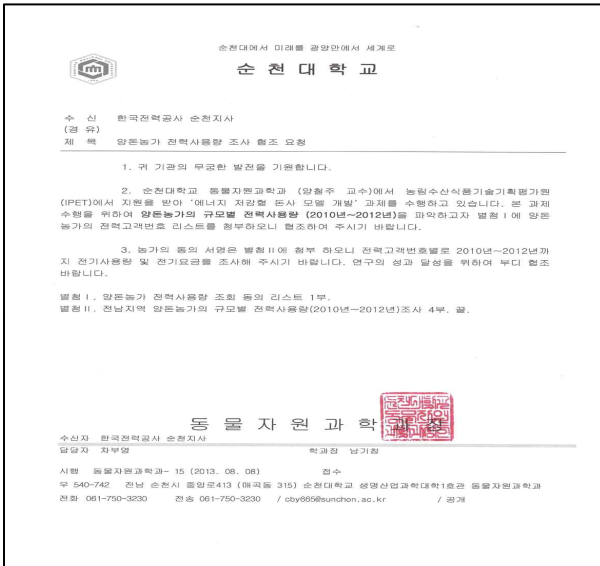 순천대에서 미래를 광양만에서 세계로
순 천 대 학 교
수 신 한국전력공사 순천지사
(경 유)
제 목 양돈농가 전력사용량 조사 협조 요청
1. 귀 기관의 무궁한 발전을 기원합니다.
2. 순천대학교 동물자원과학과 (양철주 교수)에서 농림수산식품기술기획평가원
(IPET)에서 지원을 받아 '에너지 저감형 돈사 모델 개발' 과제를 수행하고 있습니다. 본 과제
수행을 위하여 양돈농가의 규모별 전력사용량 (2010년~2012년)을 파악하고자 별첨 I 에 양돈
농가의 전력고객번호 리스트를 첨부하오니 협조하여 주시기 바랍니다.
3. 농가의 동의 서명은 별첨II에 첨부 하오니 전력고객번호별로 2010년~2012년까
지 전기사용량 및 전기요금을 조사해 주시기 바랍니다. 연구의 성과 달성을 위하여 부디 협조
바랍니다.
별첨 I. 양돈농가 전력사용량 조회 동의 리스트 1부.
별첨 II. 전남지역 양돈농가의 규모별 전력사용량(2010년~2012년)조사 4부. 끝.
동 물 자 원 과 학 과 장
수신자 한국전력공사 순천지사
담당자 차부영 학과장 남기창
시행 동물자원과학과- 15 (2013. 08. 08) 접수
우 540-742 전남 순천시 중앙로413 (매곡동 315) 순천대학교 생명산업과학대학1호관 동물자원과학과
전화 061-750-3230 전송 061-750-3230 / cby665@sunchon.ac.kr / 공개